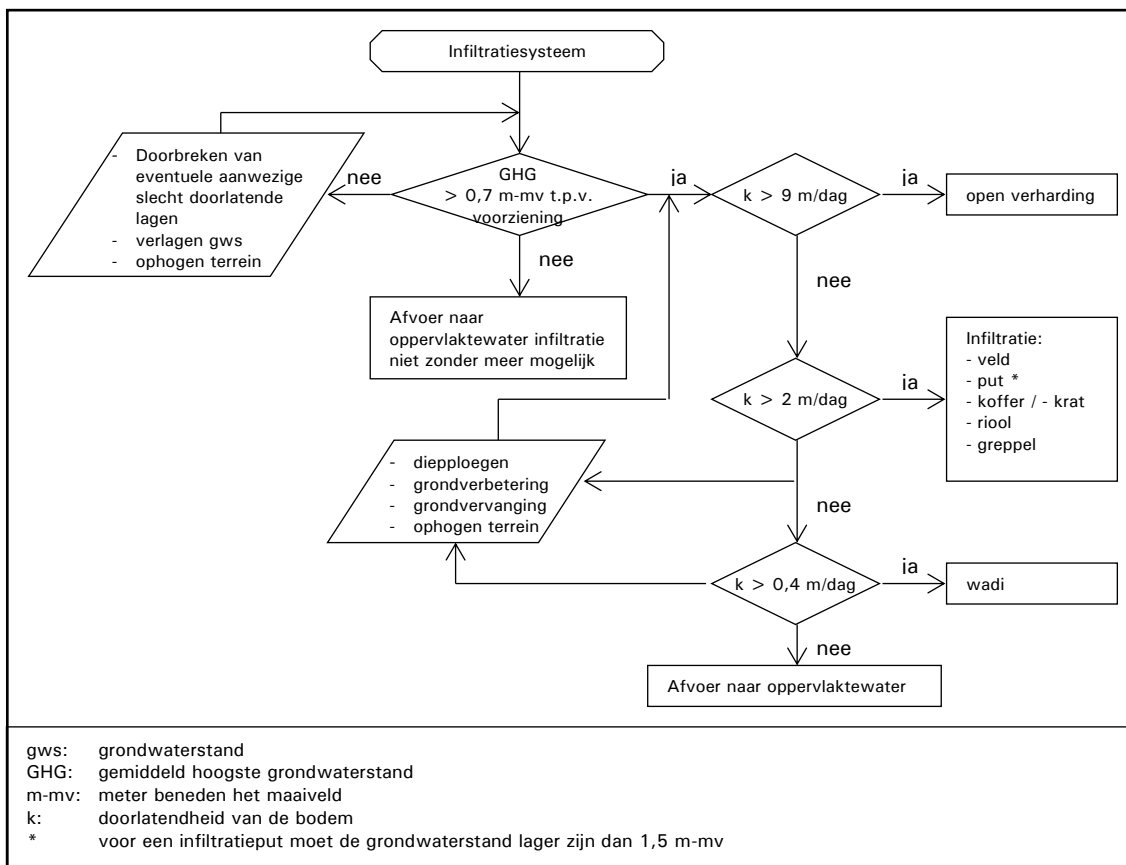 Infiltratiesysteem
- Doorbreken van
eventuele aanwezige
slecht doorlatende
lagen
- verlagen gws
- ophogen terrein
nee
GHG
> 0,7 m-mv t.p.v.
voorziening
ja
k > 9 m/dag
ja
open verharding
nee
nee
Afvoer naar
oppervlaktewater infiltratie
niet zonder meer mogelijk
k > 2 m/dag
ja
Infiltratie:
- veld
- put *
- koffer / - krat
- riool
- greppel
- diepploegen
- grondverbetering
- grondvervanging
- ophogen terrein
nee
k > 0,4 m/dag
ja
wadi
nee
Afvoer naar oppervlaktewater
gws: grondwaterstand
GHG: gemiddeld hoogste grondwaterstand
m-mv: meter beneden het maaiveld
k: doorlatendheid van de bodem
* voor een infiltratieput moet de grondwaterstand lager zijn dan 1,5 m-mv